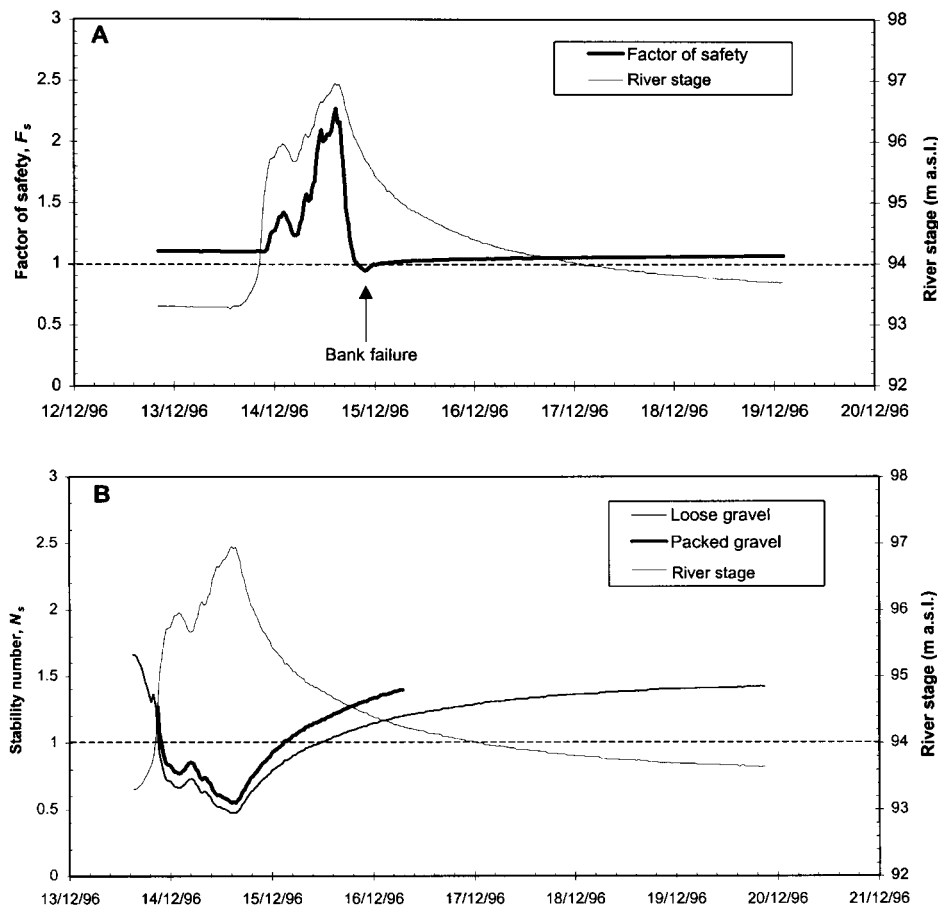 A
3
2.5
2
1.5
1
0.5
0
Factor of safety, Fs
98
97
96
95
94
93
92
River stage (m a.s.l.)
Factor of safety
River stage
Bank failure
12/12/96 13/12/96 14/12/96 15/12/96 16/12/96 17/12/96 18/12/96 19/12/96 20/12/96
B
3
2.5
2
1.5
1
0.5
0
Stability number, Ns
98
97
96
95
94
93
92
River stage (m a.s.l.)
Loose gravel
Packed gravel
River stage
13/12/96 14/12/96 15/12/96 16/12/96 17/12/96 18/12/96 19/12/96 20/12/96 21/12/96